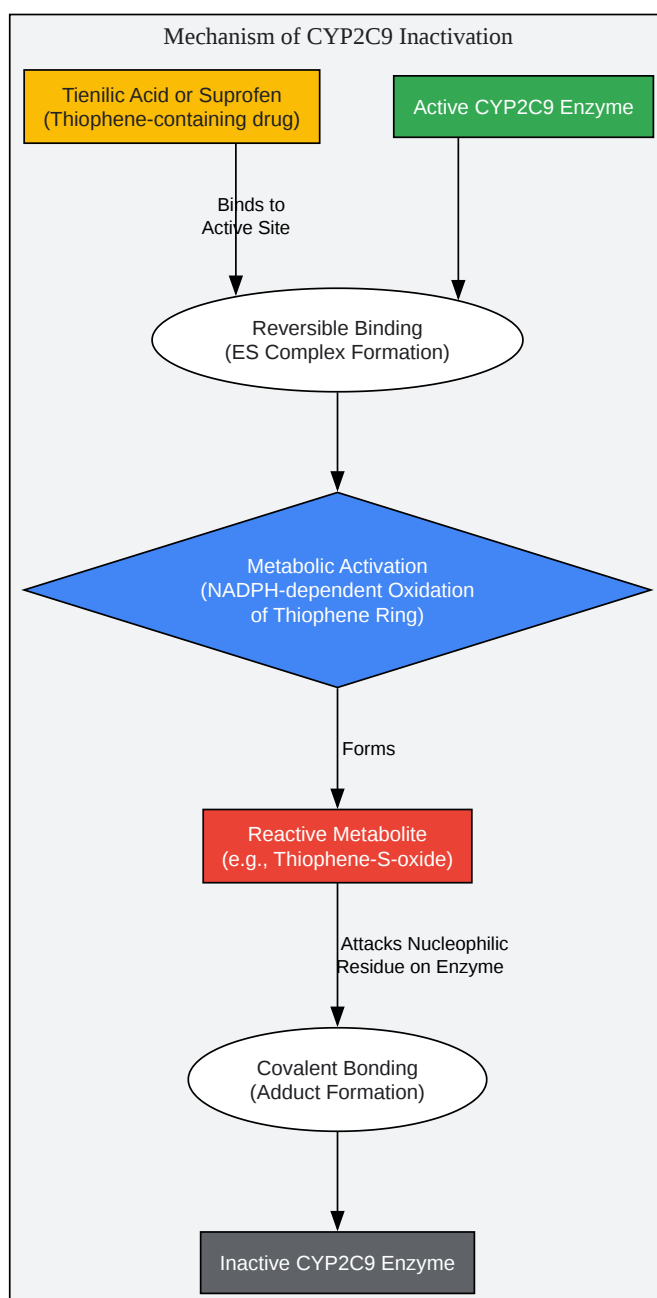 Mechanism of CYP2C9 Inactivation
Tienilic Acid or Suprofen
(Thiophene-containing drug)
Active CYP2C9 Enzyme
Binds to
Active Site
Reversible Binding
(ES Complex Formation)
Metabolic Activation
(NADPH-dependent Oxidation
of Thiophene Ring)
Forms
Reactive Metabolite
(e.g., Thiophene-S-oxide)
Attacks Nucleophilic
Residue on Enzyme
Covalent Bonding
(Adduct Formation)
Inactive CYP2C9 Enzyme